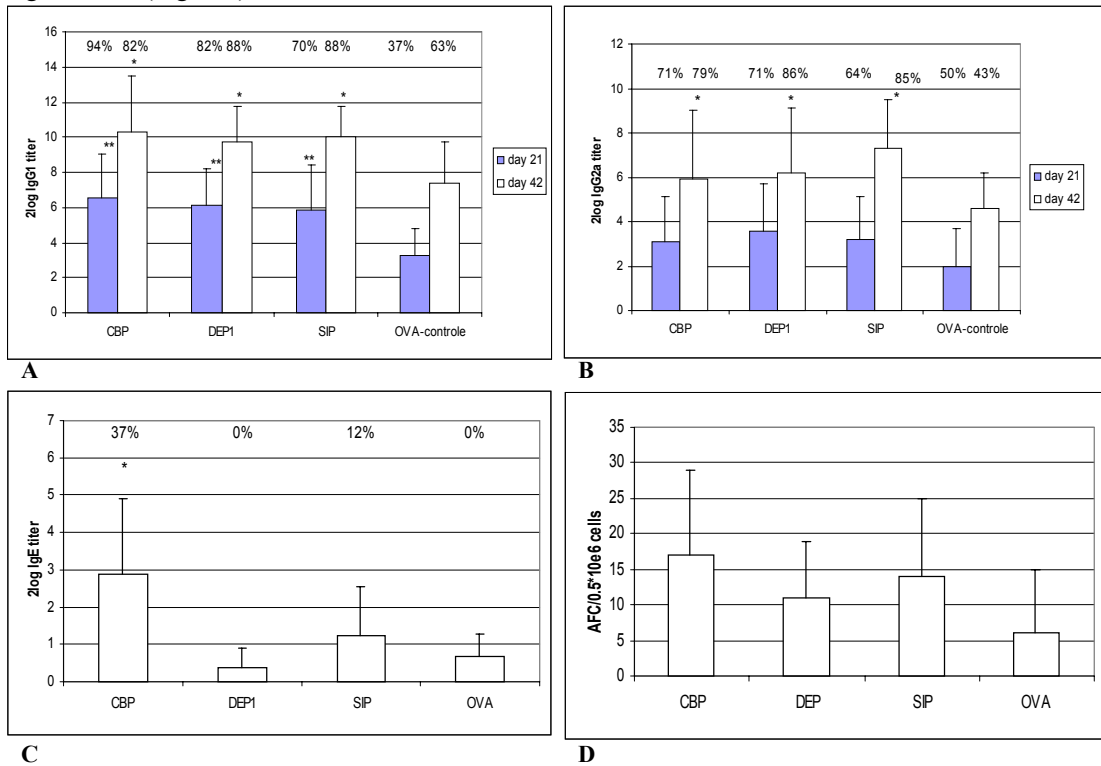 94% 82% 82% 88% 70% 88% 37% 63%
* * *
** ** **
18
16
14
12
10
8
6
4
2
0
2log IgG1 titer
CBP DEP1 SIP OVA-controle
day 21
day 42
A
71% 79% 71% 86% 64% 85% 50% 43%
* * *
12
10
8
6
4
2
0
2log IgG2a titer
CBP DEP1 SIP OVA-controle
day 21
day 42
B
37% 0% 12% 0%
*
7
6
5
4
3
2
1
0
2log IgE titer
CBP DEP1 SIP OVA
C
35
30
25
20
15
10
5
0
AFC/0.5*10e6 cells
CBP DEP SIP OVA
D